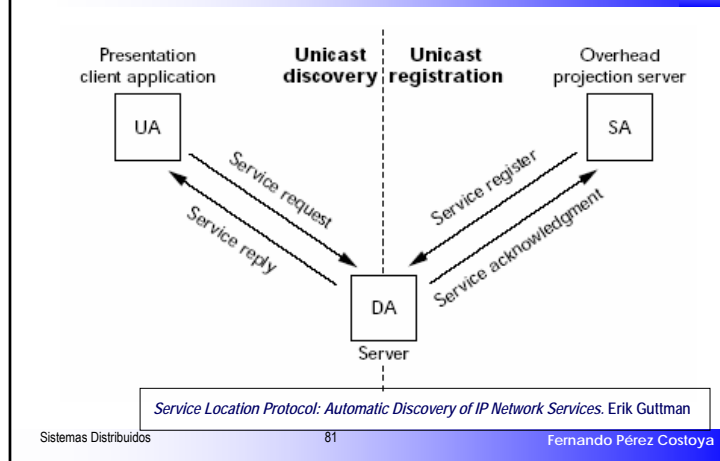 Presentation
client application
Unicast
discovery
Unicast
registration
Overhead
projection server
UA
SA
Service request
Service reply
Service register
Service acknowledgment
DA
Server
Service Location Protocol: Automatic Discovery of IP Network Services. Erik Guttman
Sistemas Distribuidos
81
Fernando Pérez Costoya